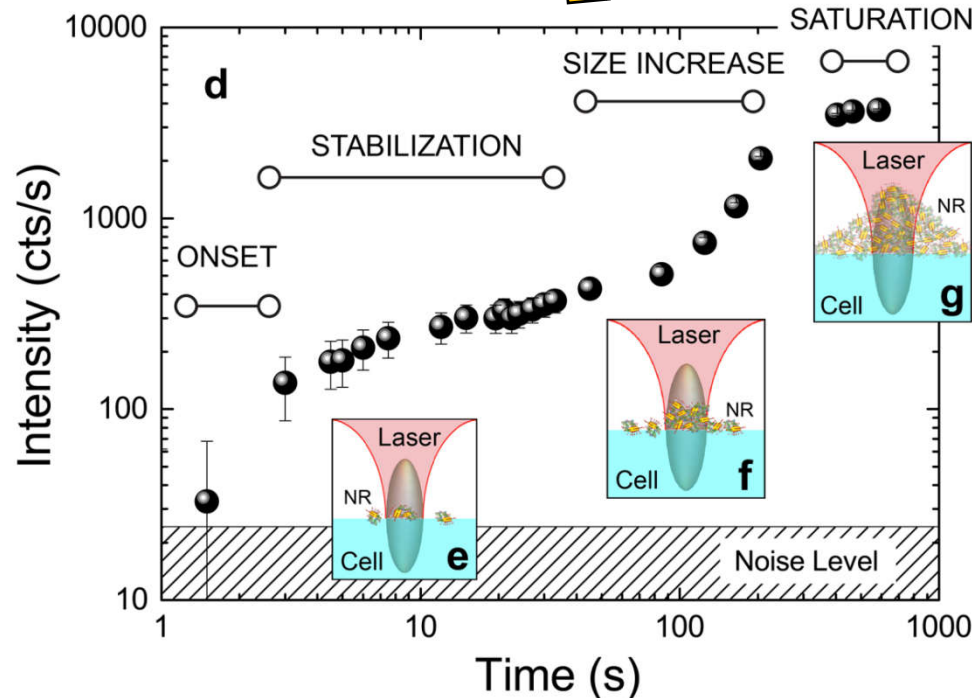 10000
1000
100
10
Intensity (cts/s)
d
ONSET
STABILIZATION
SIZE INCREASE
SATURATION
Laser
NR
Cell
g
Laser
NR
Cell
f
Laser
NR
Cell
e
Noise Level
1
10
100
1000
Time (s)